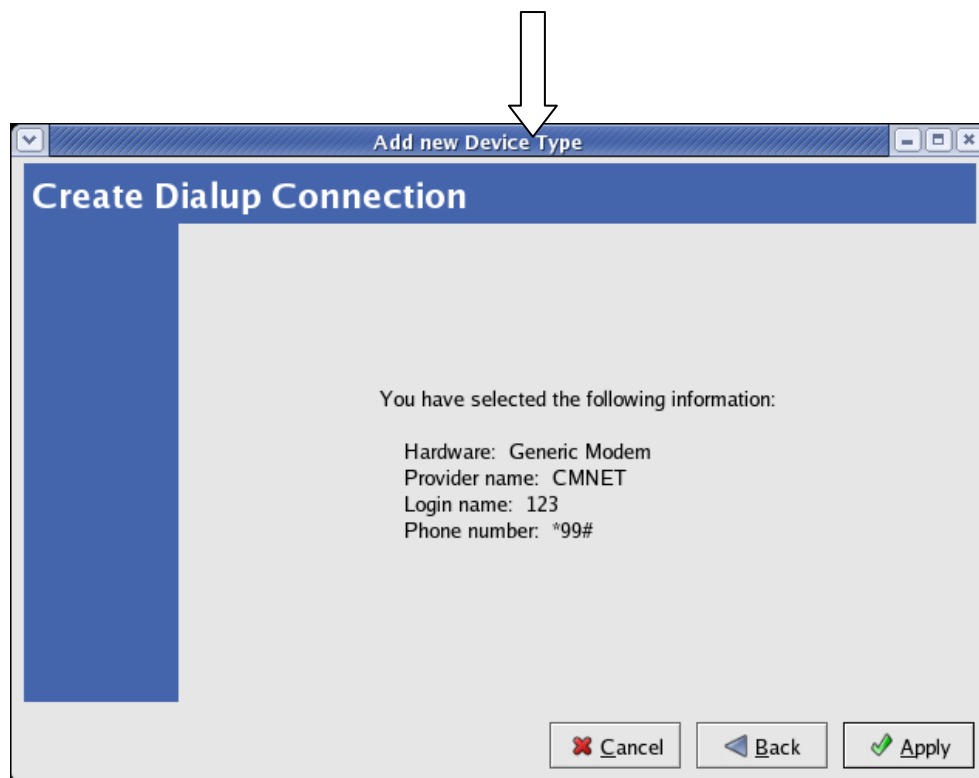 Add new Device Type
Create Dialup Connection
You have selected the following information:
Hardware: Generic Modem
Provider name: CMNET
Login name: 123
Phone number: *99#
Cancel
Back
Apply